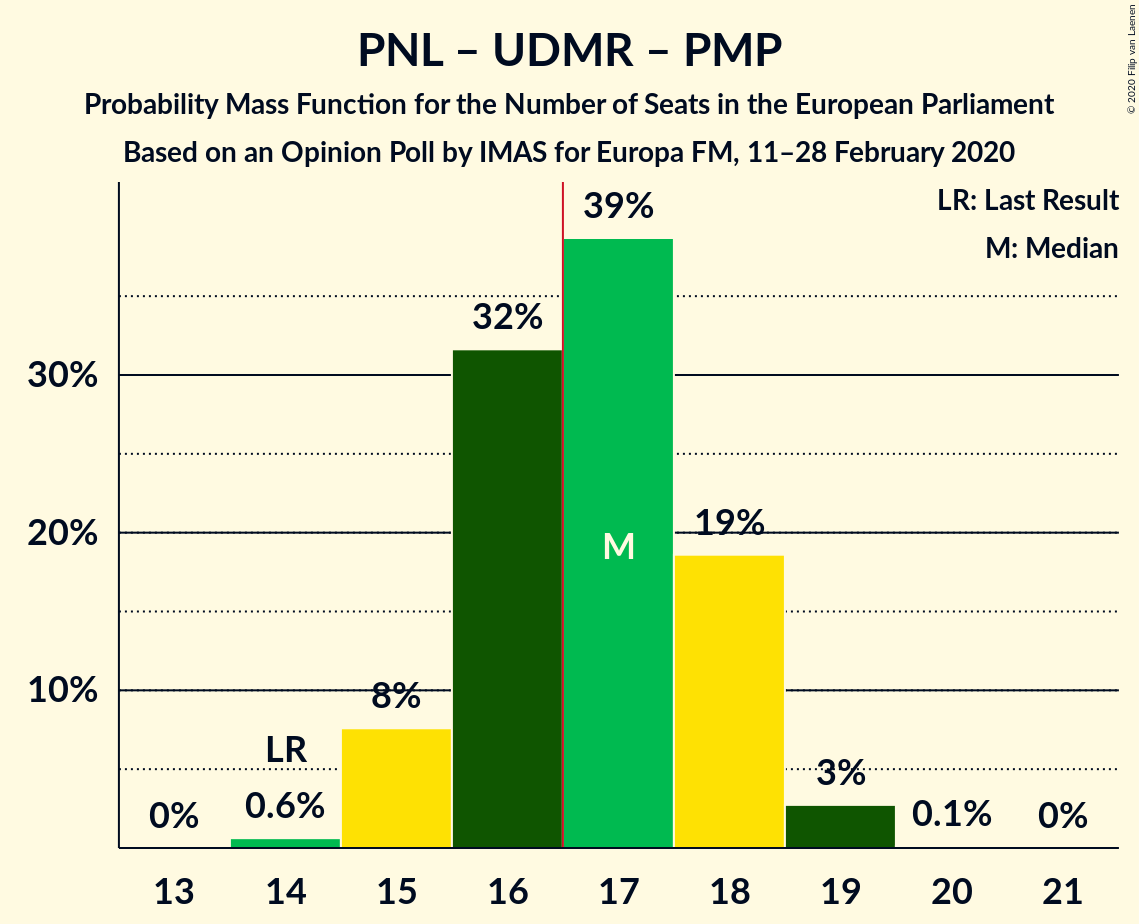 PNL – UDMR – PMP
Probability Mass Function for the Number of Seats in the European Parliament
Based on an Opinion Poll by IMAS for Europa FM, 11–28 February 2020
© 2020 Filip van Laenen
LR: Last Result
M: Median
39%
32%
30%
M
19%
20%
10%
8%
LR
3%
0%
0.6%
0.1%
0%
13 14 15 16 17 18 19 20 21